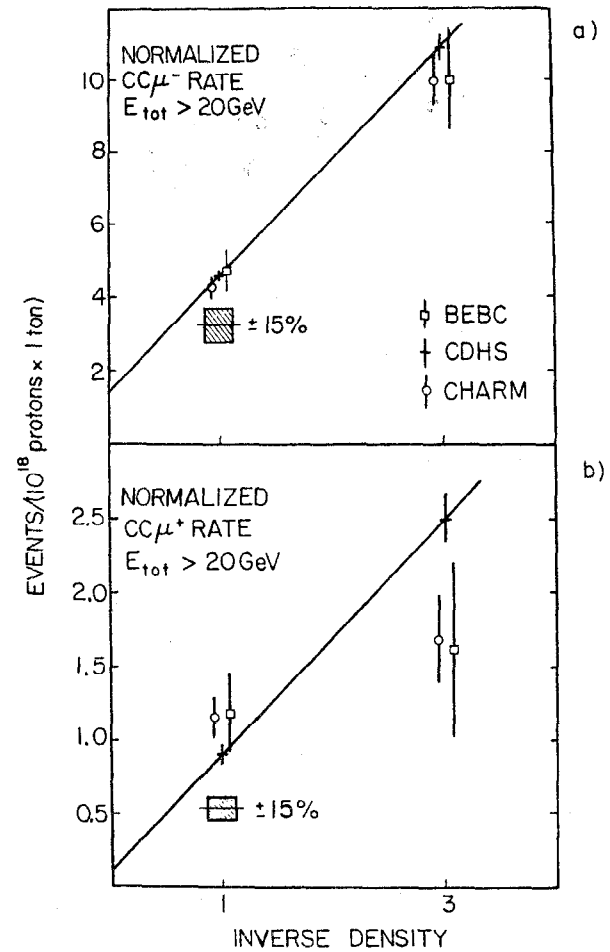 a)
NORMALIZED
CCμ⁻ RATE
E_tot > 20GeV
10
8
6
4
2
± 15%
BEBC
CDHS
CHARM
EVENTS/(10¹⁸ protons × 1 ton)
b)
NORMALIZED
CCμ⁺ RATE
E_tot > 20GeV
2.5
2.0
1.5
1.0
0.5
±15%
1 3
INVERSE DENSITY